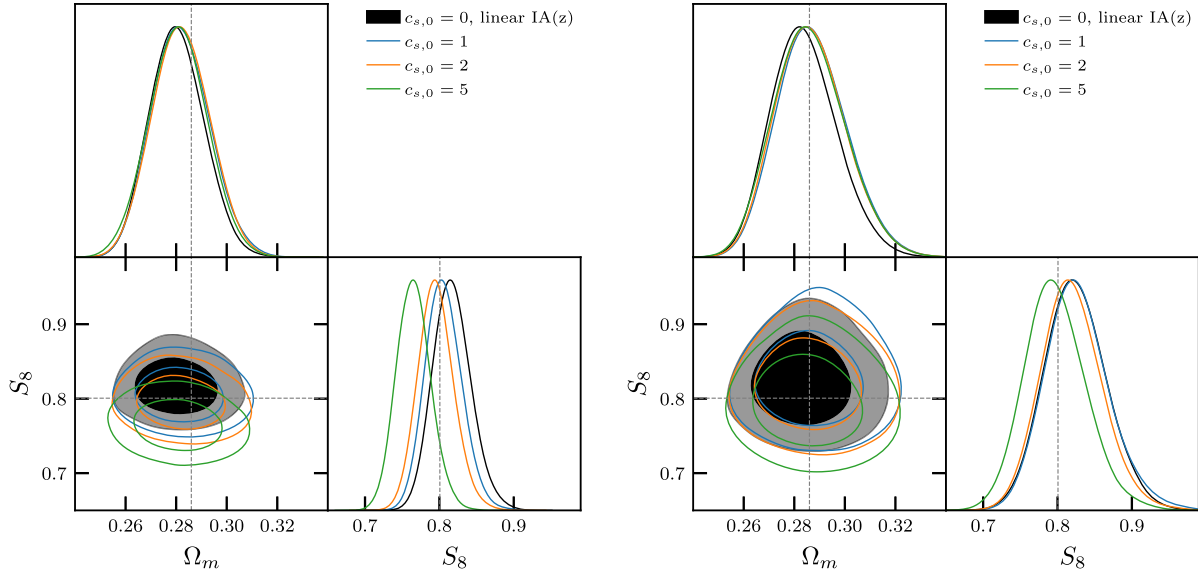 c_{s,0} = 0, linear IA(z)
c_{s,0} = 1
c_{s,0} = 2
c_{s,0} = 5
S_8
0.9
0.8
0.7
0.26 0.28 0.30 0.32
Ω_m
0.7 0.8 0.9
S_8
c_{s,0} = 0, linear IA(z)
c_{s,0} = 1
c_{s,0} = 2
c_{s,0} = 5
S_8
0.9
0.8
0.7
0.26 0.28 0.30 0.32
Ω_m
0.7 0.8 0.9
S_8